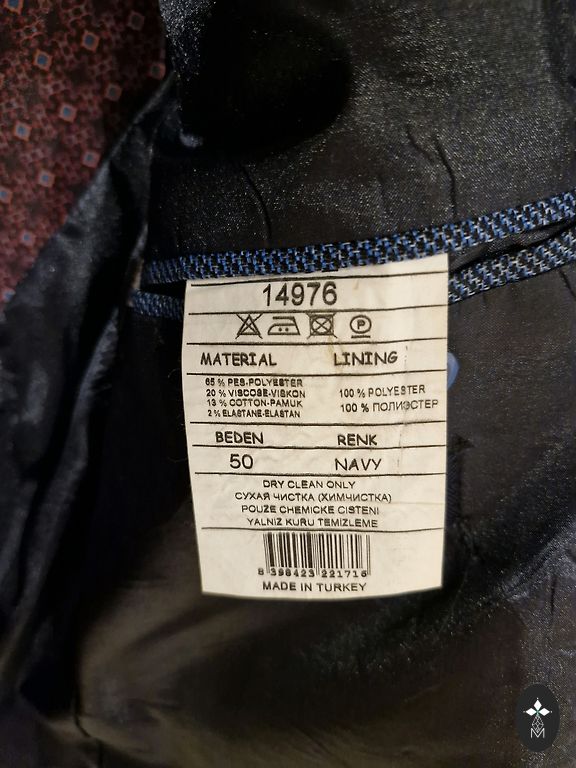 14976
P
MATERIAL LINING
65 % PES-POLYESTER
20 % VISCOSE-VISKON
13 % COTTON-PAMUK
2 % ELASTANE-ELASTAN
100 % POLYESTER
100 % ПОЛИЭСТЕР
BEDEN RENK
50 NAVY
DRY CLEAN ONLY
СУХАЯ ЧИСТКА (ХИМЧИСТКА)
POUZE CHEMICKE CISTENI
YALNIZ KURU TEMIZLEME
8 398423 221716
MADE IN TURKEY
M